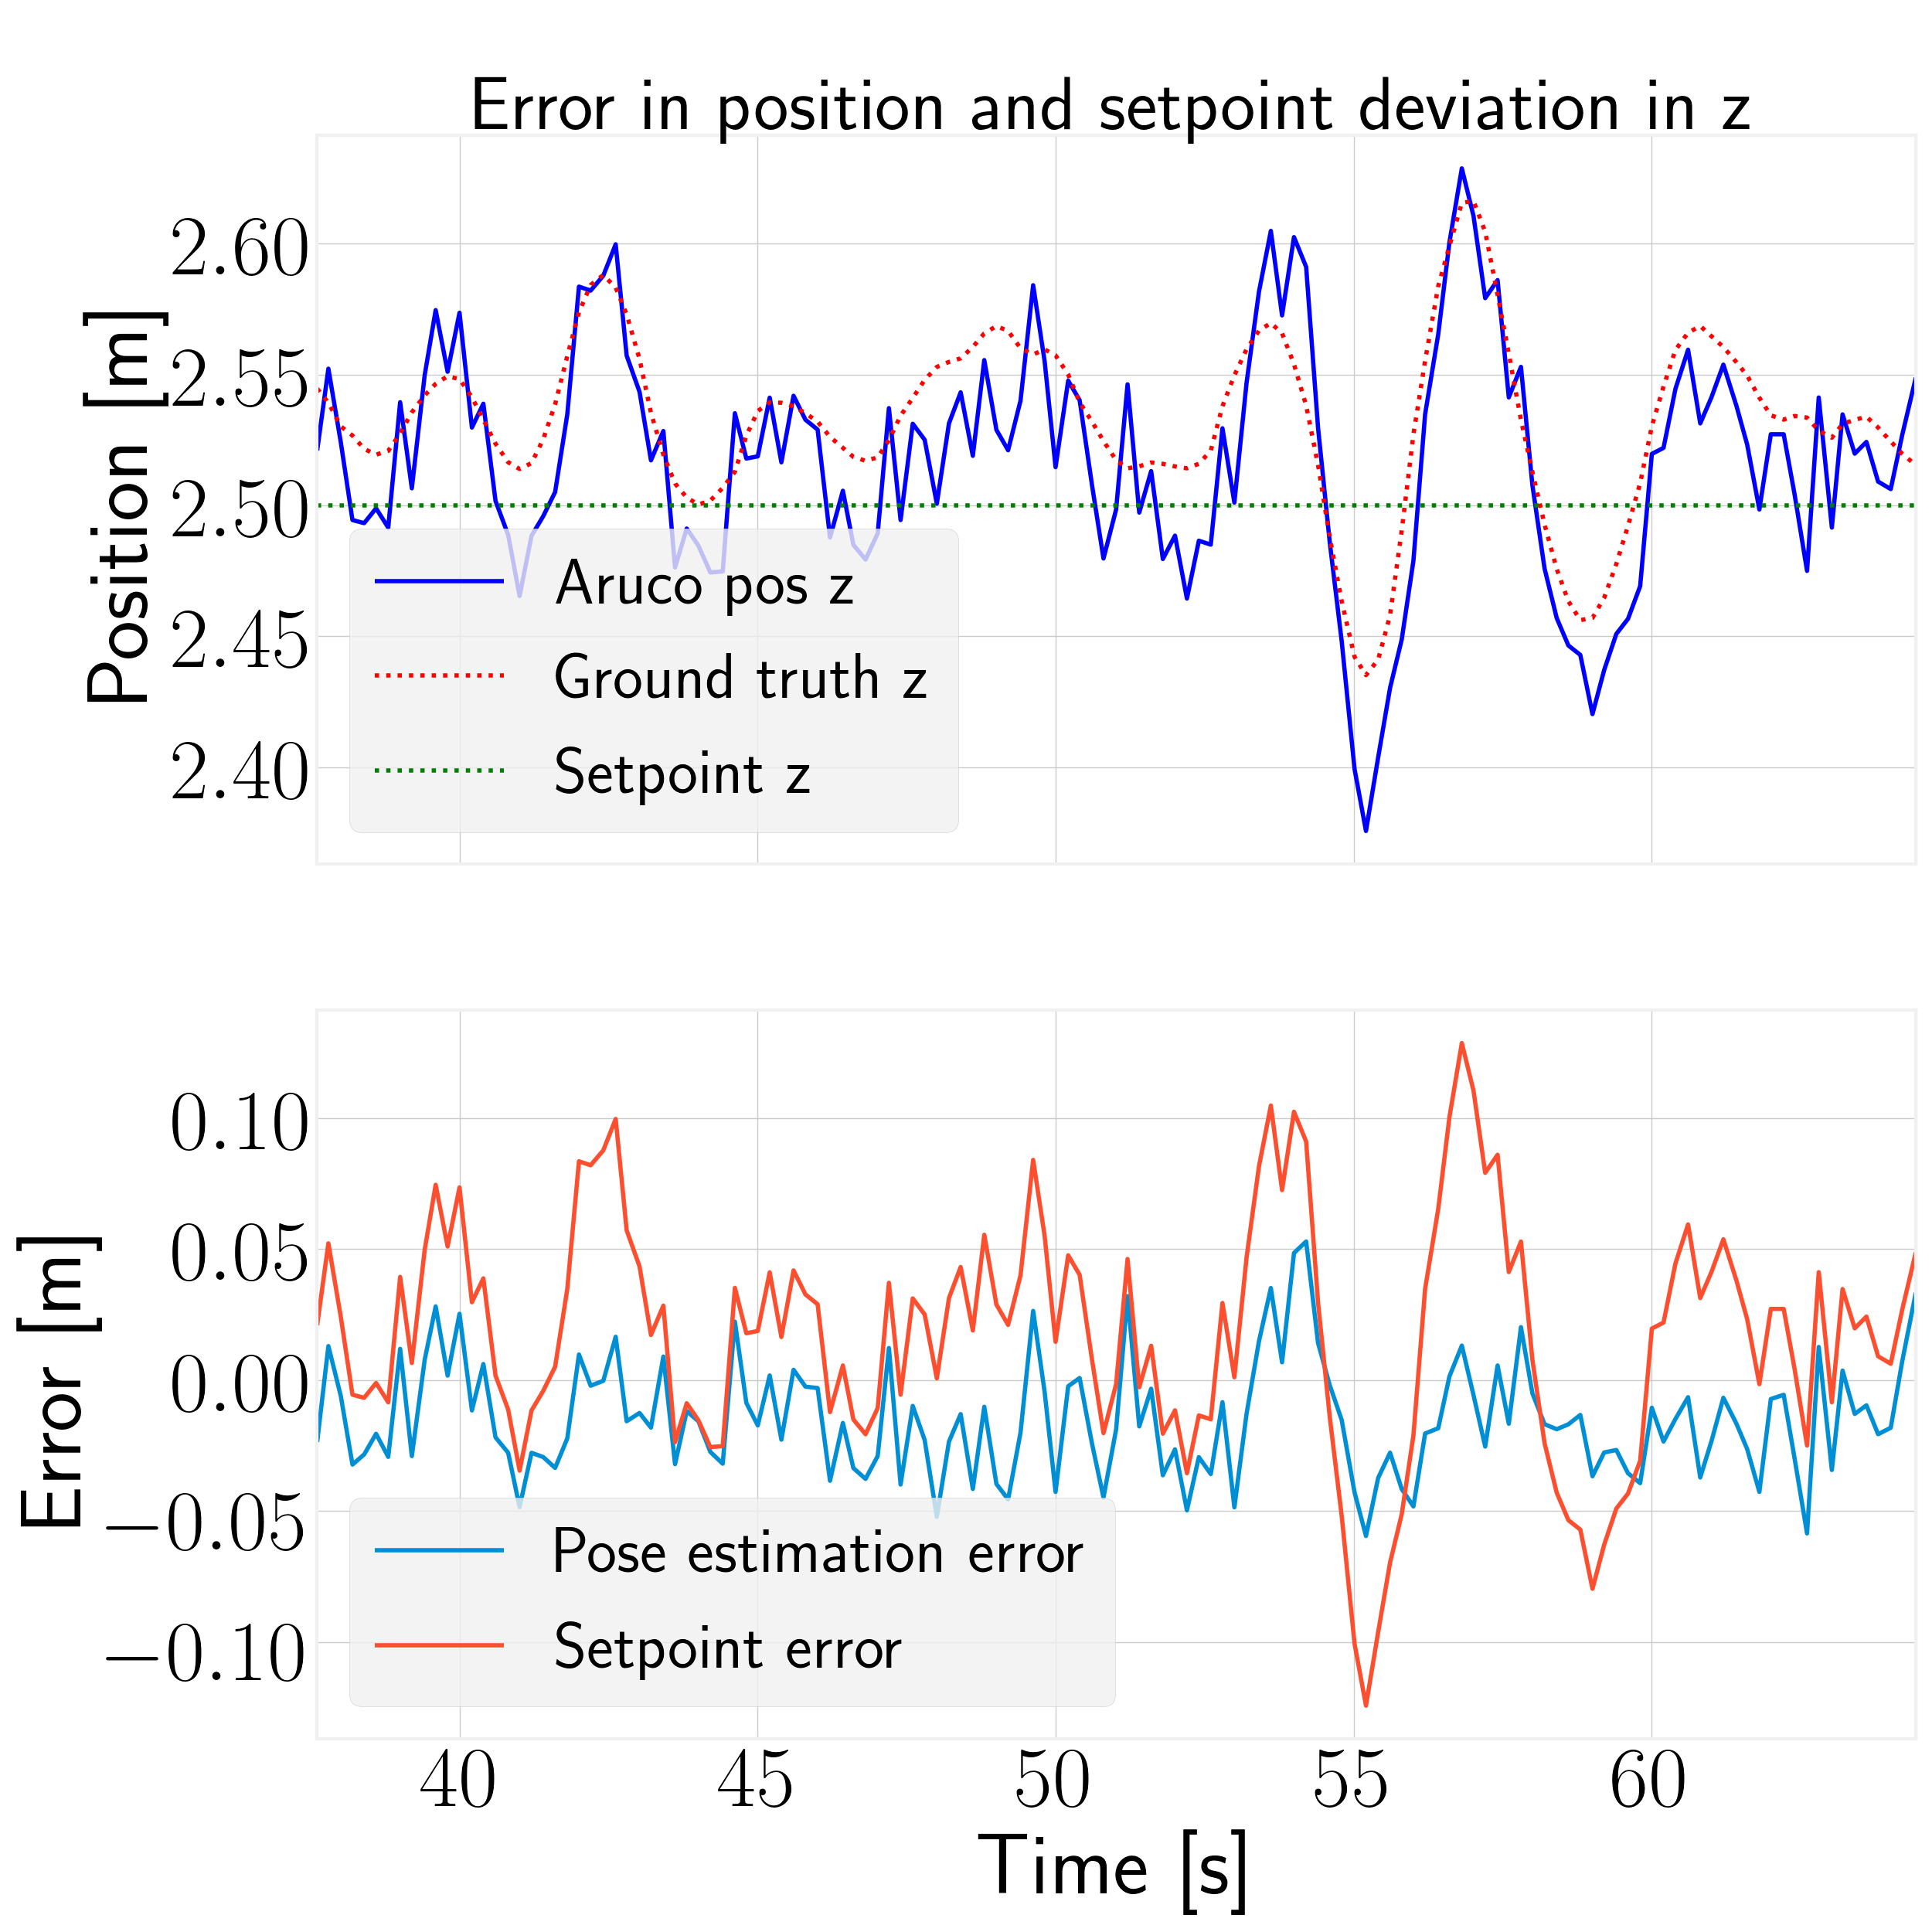 Error in position and setpoint deviation in z
Position [m]
2.60
2.55
2.50
2.45
2.40
Aruco pos z
Ground truth z
Setpoint z
Error [m]
0.10
0.05
0.00
−0.05
−0.10
Pose estimation error
Setpoint error
40 45 50 55 60
Time [s]